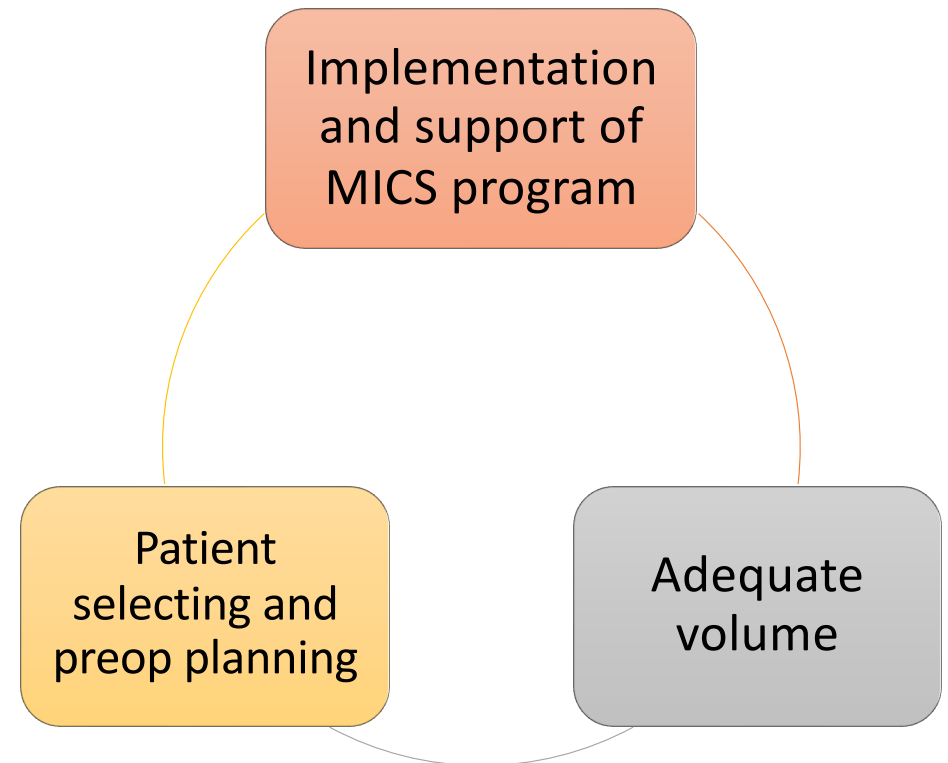 Implementation
and support of
MICS program
Patient
selecting and
preop planning
Adequate
volume